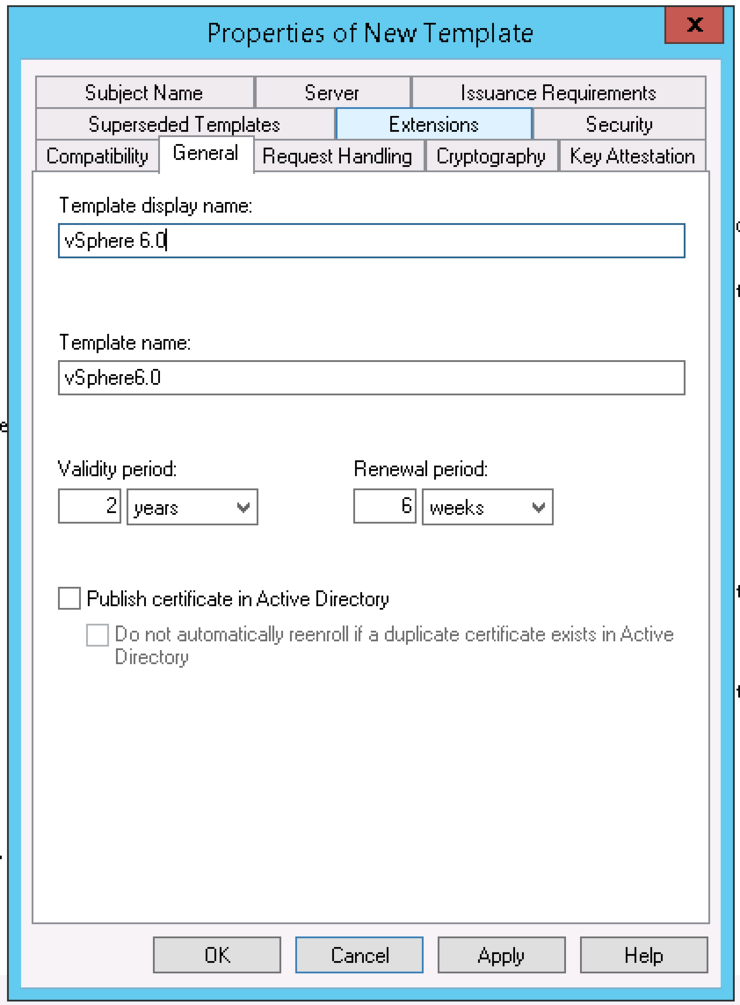 Properties of New Template
x
Subject Name Server Issuance Requirements
Superseded Templates Extensions Security
Compatibility General Request Handling Cryptography Key Attestation
Template display name:
vSphere 6.0
Template name:
vSphere6.0
Validity period: Renewal period:
2 years 6 weeks
Publish certificate in Active Directory
Do not automatically reenroll if a duplicate certificate exists in Active
Directory
OK Cancel Apply Help